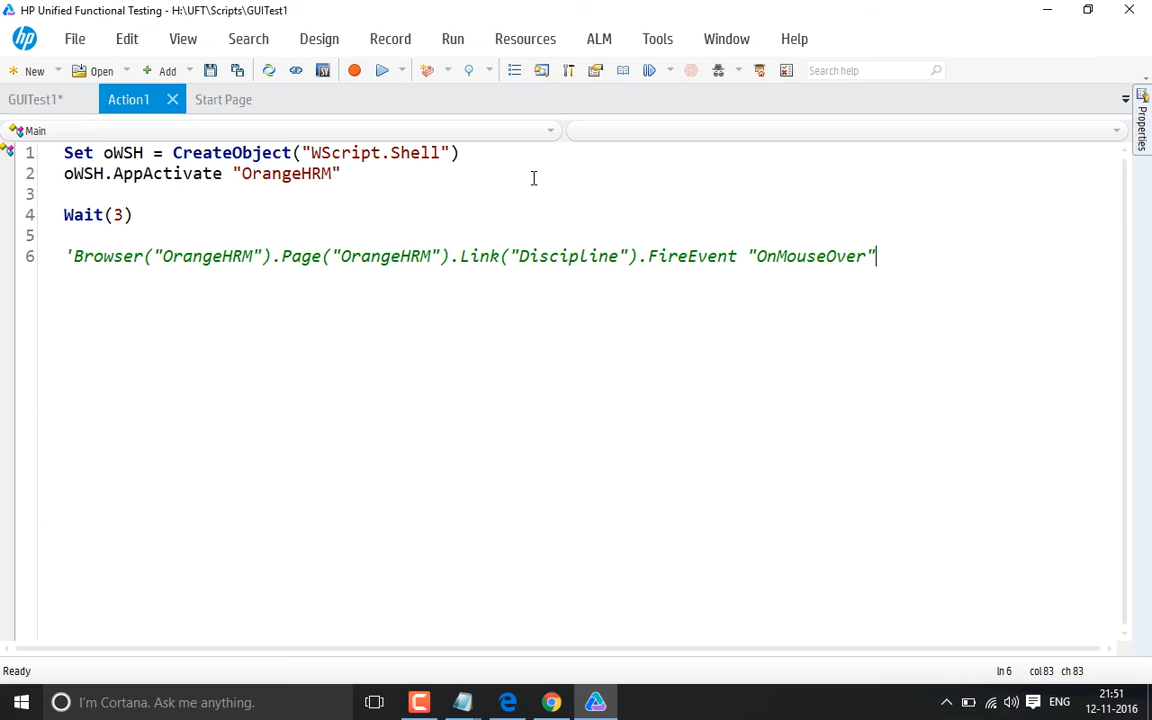 HP Unified Functional Testing - H:\UFT\Scripts\GUITest1
hp File Edit View Search Design Record Run Resources ALM Tools Window Help
New Open Add Search help
GUITest1* Action1 Start Page
Main
Properties
1 Set oWSH = CreateObject("WScript.Shell")
2 oWSH.AppActivate "OrangeHRM"
3
4 Wait(3)
5
6 'Browser("OrangeHRM").Page("OrangeHRM").Link("Discipline").FireEvent "OnMouseOver"
Ready ln 6 col 83 ch 83
I'm Cortana. Ask me anything. ENG 21:51
12-11-2016